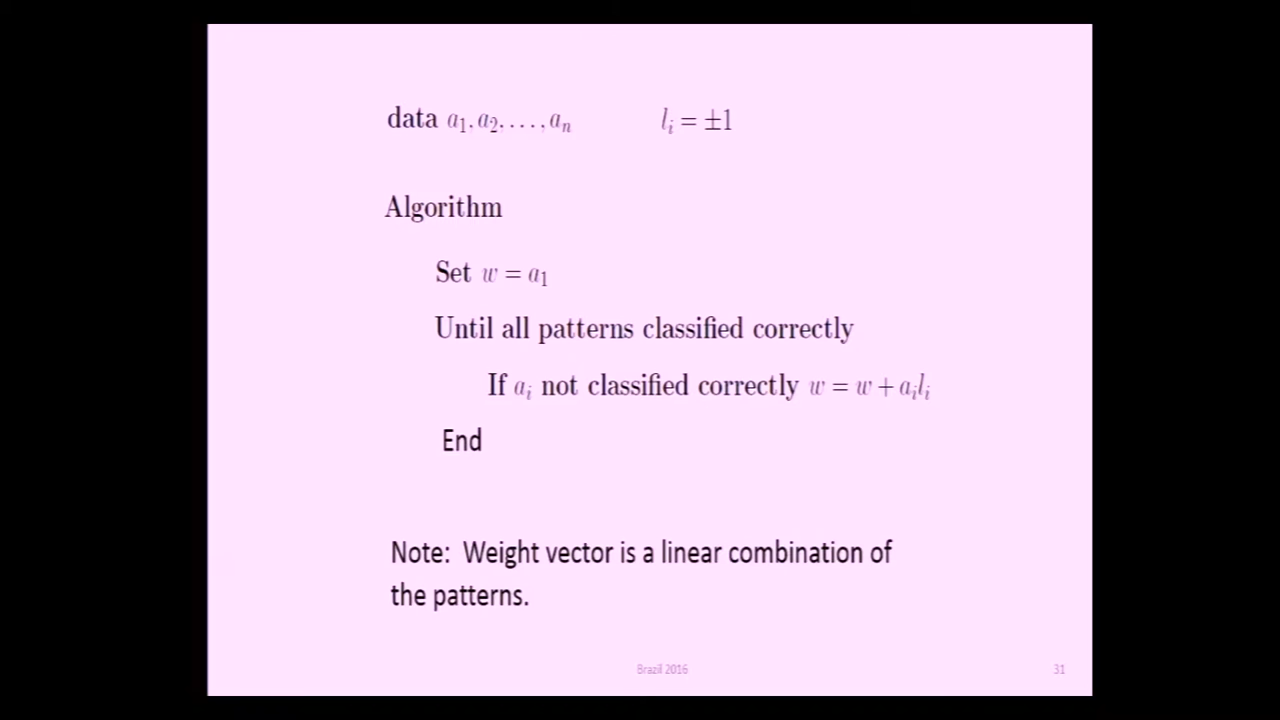 data a₁, a₂, . . . , aₙ lᵢ = ±1
Algorithm
Set w = a₁
Until all patterns classified correctly
If aᵢ not classified correctly w = w + aᵢlᵢ
End
Note: Weight vector is a linear combination of
the patterns.
Brazil 2016 31